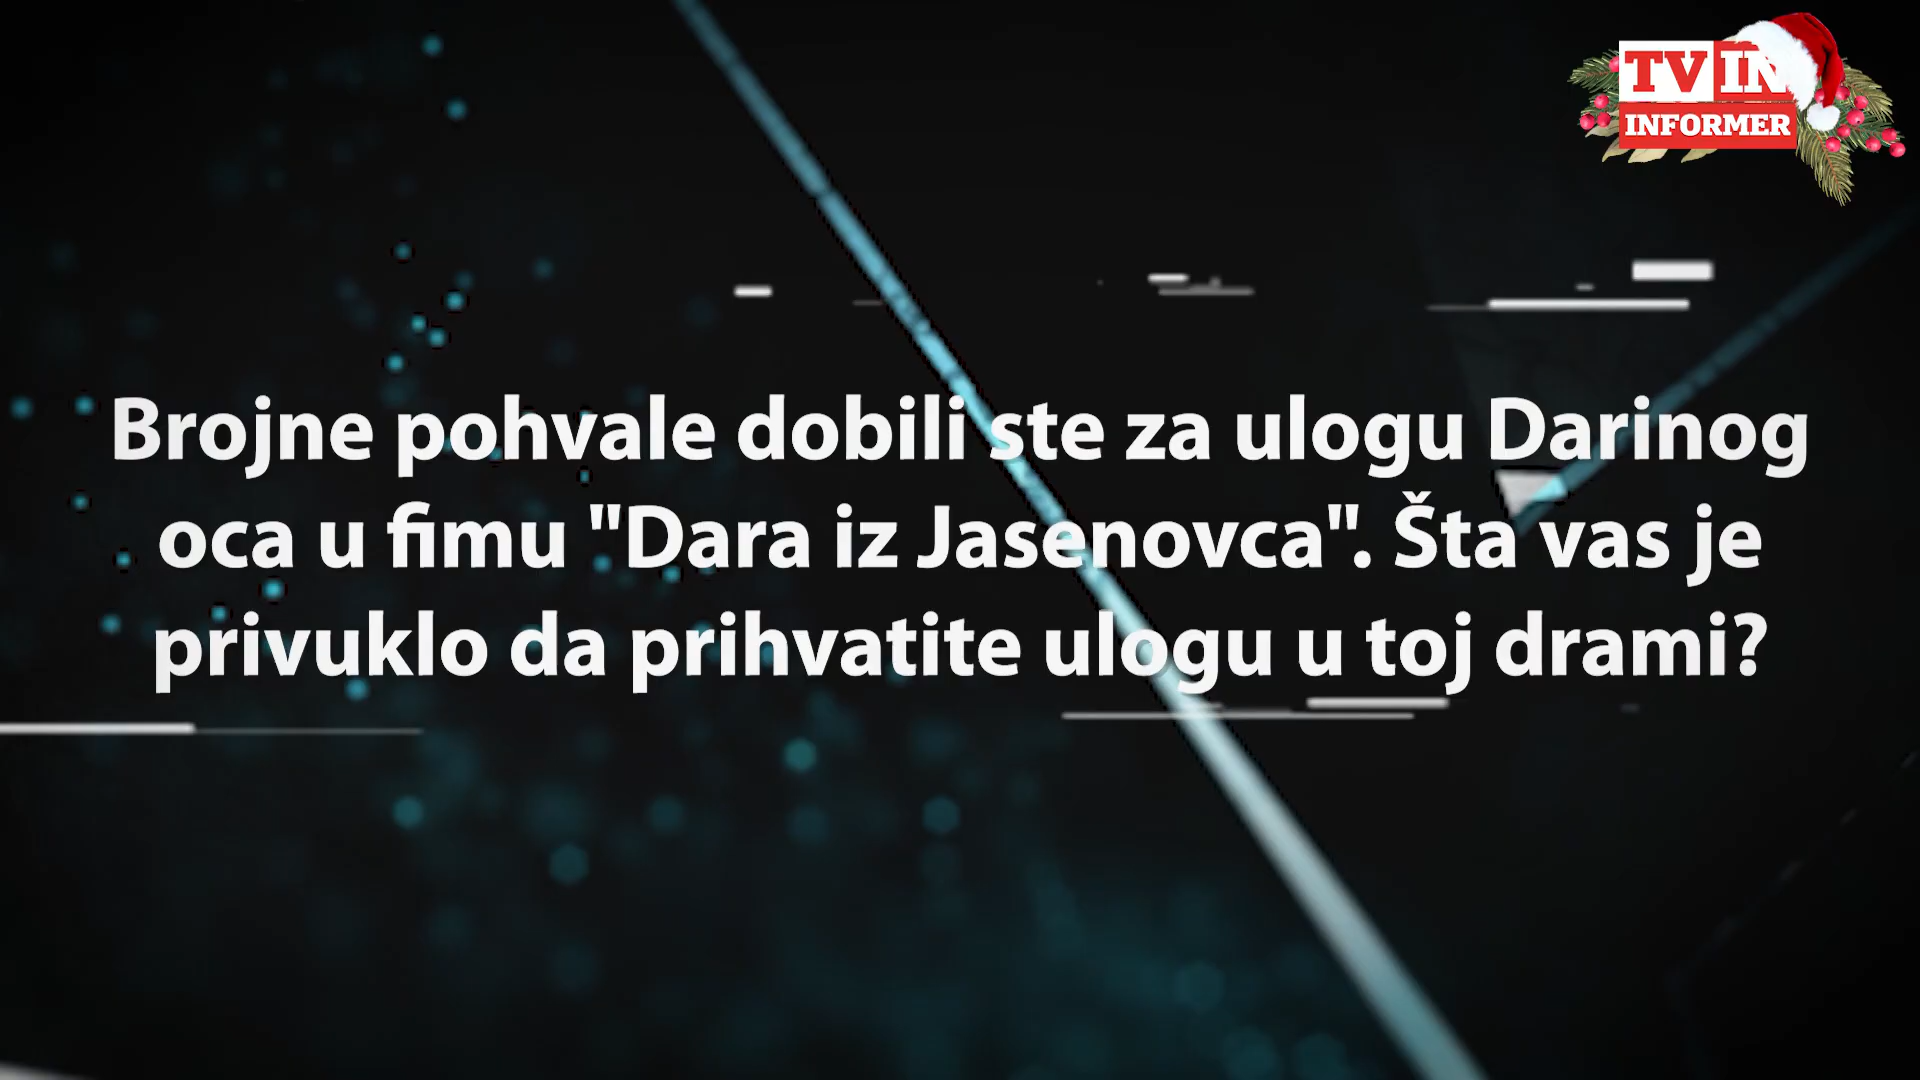 TV IN
INFORMER
Brojne pohvale dobili ste za ulogu Darinog
oca u fimu "Dara iz Jasenovca". Šta vas je
privuklo da prihvatite ulogu u toj drami?